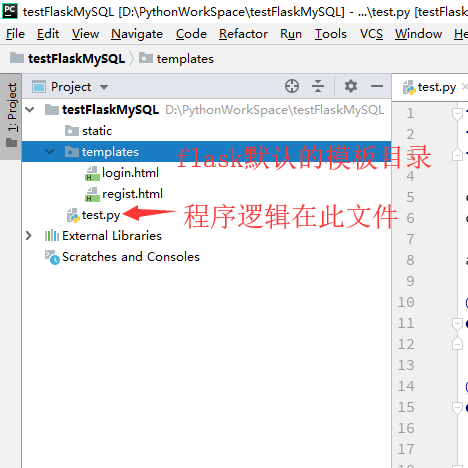 testFlaskMySQL [D:\PythonWorkSpace\testFlaskMySQL] - ...\test.py [testFlaskM
File Edit View Navigate Code Refactor Run Tools VCS Window H
testFlaskMySQL templates
1: Project
Project
test.py
testFlaskMySQL D:\PythonWorkSpace\testFlaskMySQL
static
templates
flask默认的模板目录
login.html
regist.html
test.py
程序逻辑在此文件
External Libraries
Scratches and Consoles
1
2
3
4
5
6
7
8
9
10
11
12
13
14
15
16
17
18